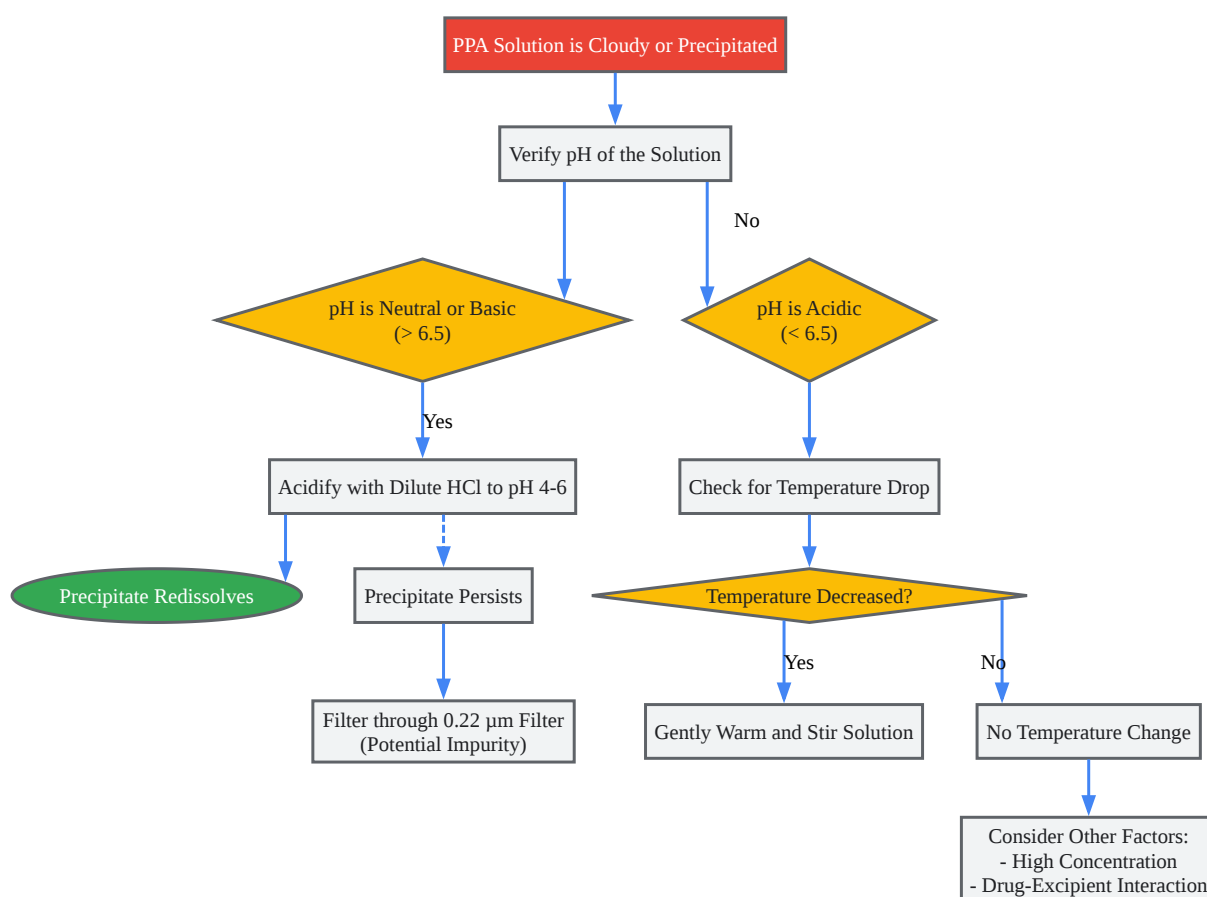 PPA Solution is Cloudy or Precipitated
Verify pH of the Solution
No
pH is Neutral or Basic
(> 6.5)
pH is Acidic
(< 6.5)
Yes
Acidify with Dilute HCl to pH 4-6
Check for Temperature Drop
Precipitate Redissolves
Precipitate Persists
Temperature Decreased?
Yes
No
Filter through 0.22 µm Filter
(Potential Impurity)
Gently Warm and Stir Solution
No Temperature Change
Consider Other Factors:
- High Concentration
- Drug-Excipient Interaction